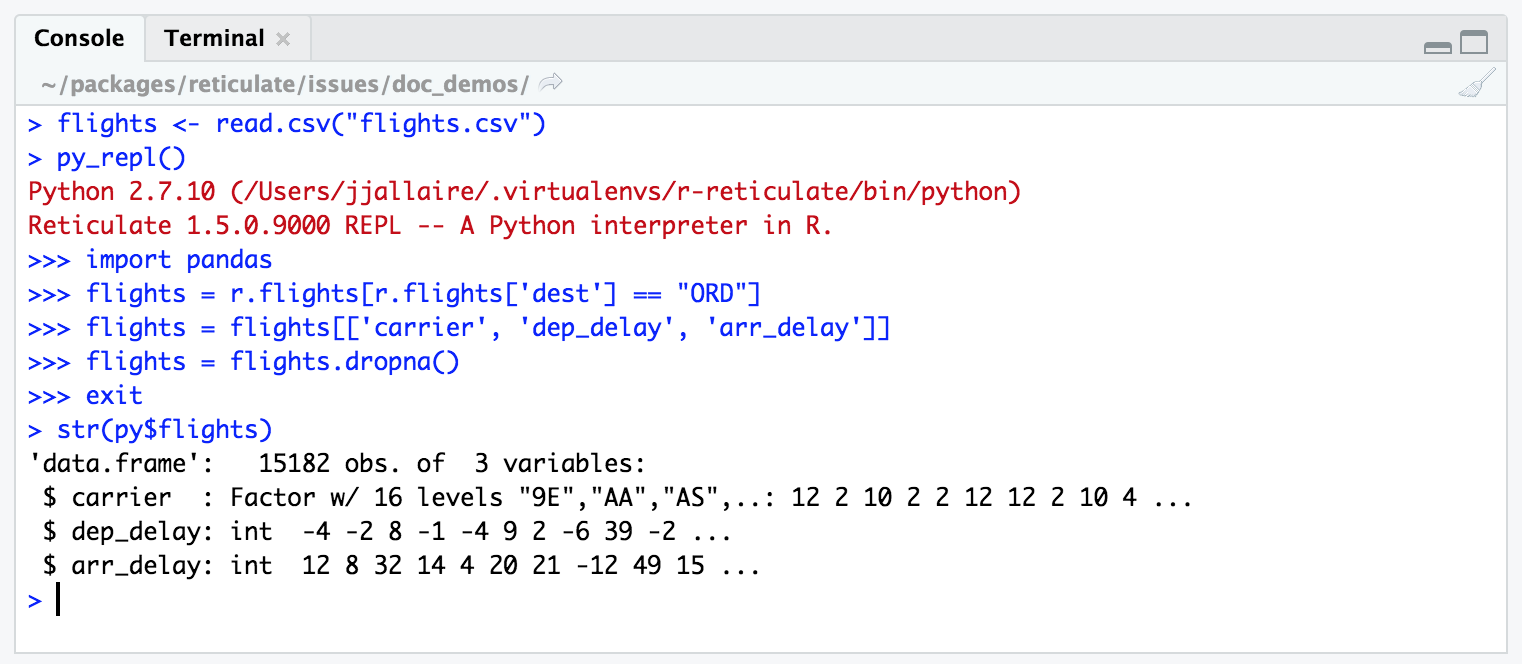 Console Terminal ×
~/packages/reticulate/issues/doc_demos/
> flights <- read.csv("flights.csv")
> py_repl()
Python 2.7.10 (/Users/jjallaire/.virtualenvs/r-reticulate/bin/python)
Reticulate 1.5.0.9000 REPL -- A Python interpreter in R.
>>> import pandas
>>> flights = r.flights[r.flights['dest'] == "ORD"]
>>> flights = flights[['carrier', 'dep_delay', 'arr_delay']]
>>> flights = flights.dropna()
>>> exit
> str(py$flights)
'data.frame':   15182 obs. of  3 variables:
 $ carrier  : Factor w/ 16 levels "9E","AA","AS",..: 12 2 10 2 2 12 12 2 10 4 ...
 $ dep_delay: int  -4 -2 8 -1 -4 9 2 -6 39 -2 ...
 $ arr_delay: int  12 8 32 14 4 20 21 -12 49 15 ...
>